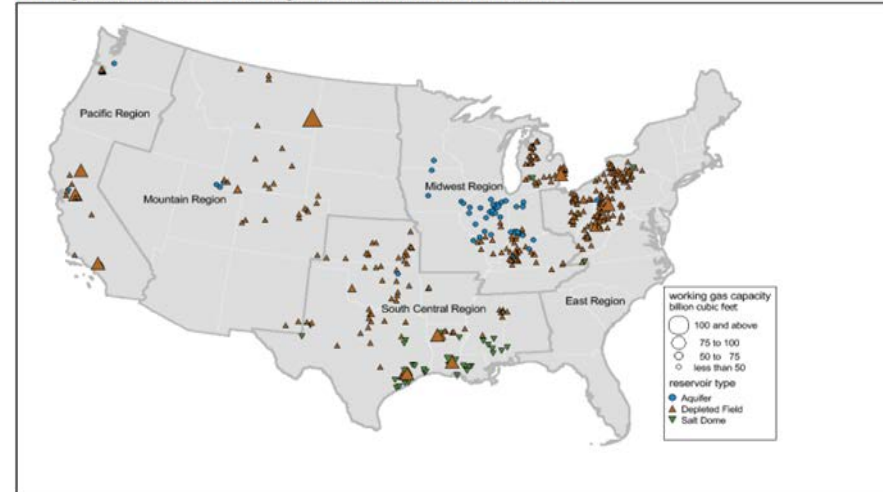 Pacific Region
Mountain Region
Midwest Region
South Central Region
East Region
working gas capacity
billion cubic feet
100 and above
75 to 100
50 to 75
less than 50
reservoir type
Aquifer
Depleted Field
Salt Dome